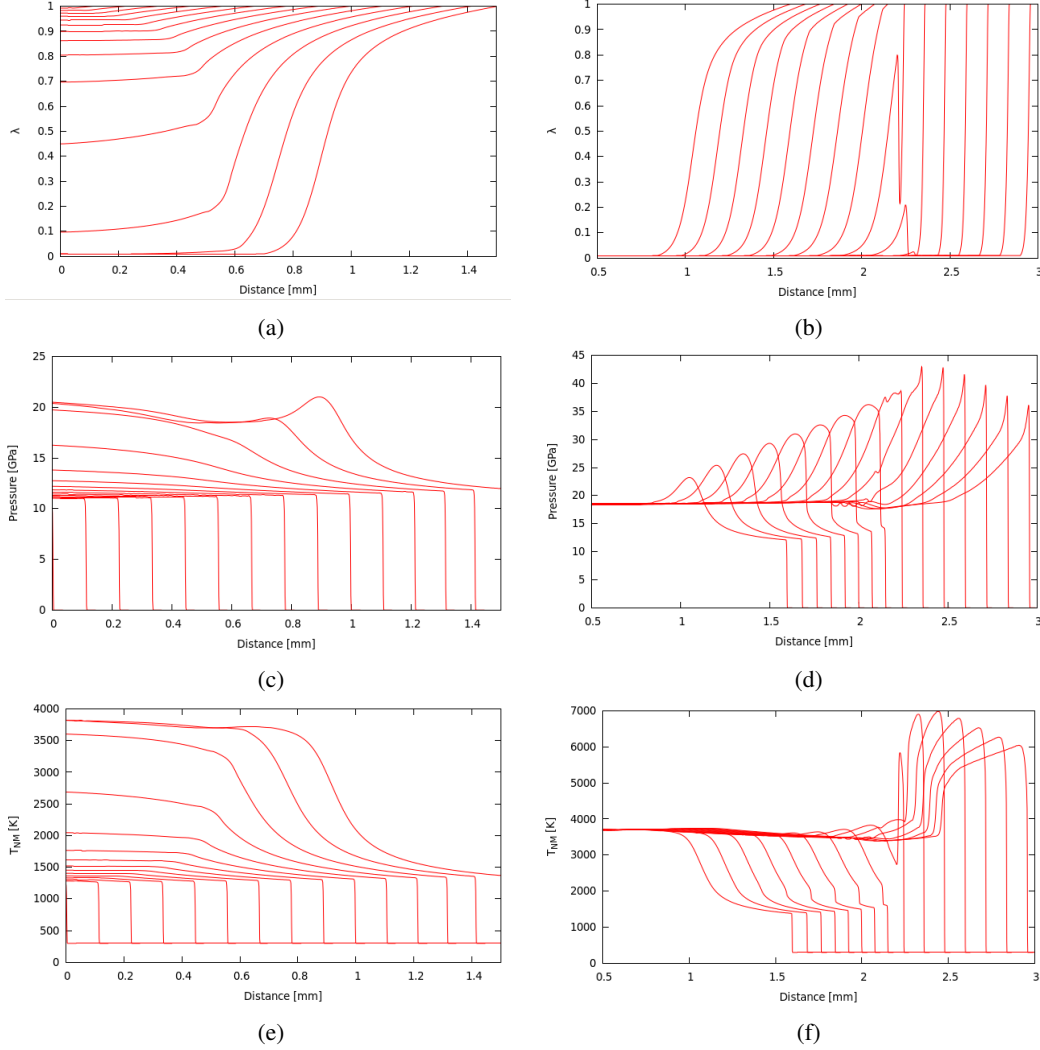 1
0.9
0.8
0.7
0.6
0.5
0.4
0.3
0.2
0.1
0
λ
0 0.2 0.4 0.6 0.8 1 1.2 1.4
Distance [mm]
(a)
1
0.9
0.8
0.7
0.6
0.5
0.4
0.3
0.2
0.1
0
λ
0.5 1 1.5 2 2.5 3
Distance [mm]
(b)
25
20
15
10
5
0
Pressure [GPa]
0 0.2 0.4 0.6 0.8 1 1.2 1.4
Distance [mm]
(c)
45
40
35
30
25
20
15
10
5
0
Pressure [GPa]
0.5 1 1.5 2 2.5 3
Distance [mm]
(d)
4000
3500
3000
2500
2000
1500
1000
500
0
T_NM [K]
0 0.2 0.4 0.6 0.8 1 1.2 1.4
Distance [mm]
(e)
7000
6000
5000
4000
3000
2000
1000
0
T_NM [K]
0.5 1 1.5 2 2.5 3
Distance [mm]
(f)